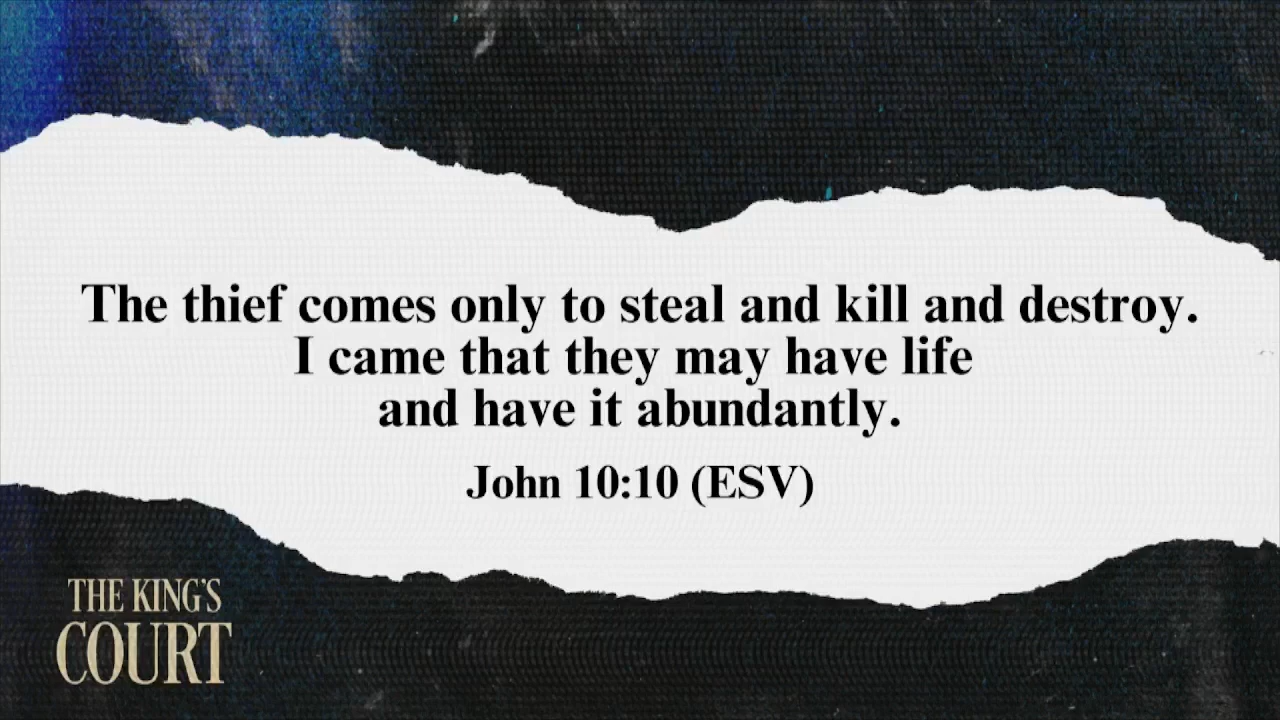 The thief comes only to steal and kill and destroy.
I came that they may have life
and have it abundantly.
John 10:10 (ESV)
THE KING'S
COURT